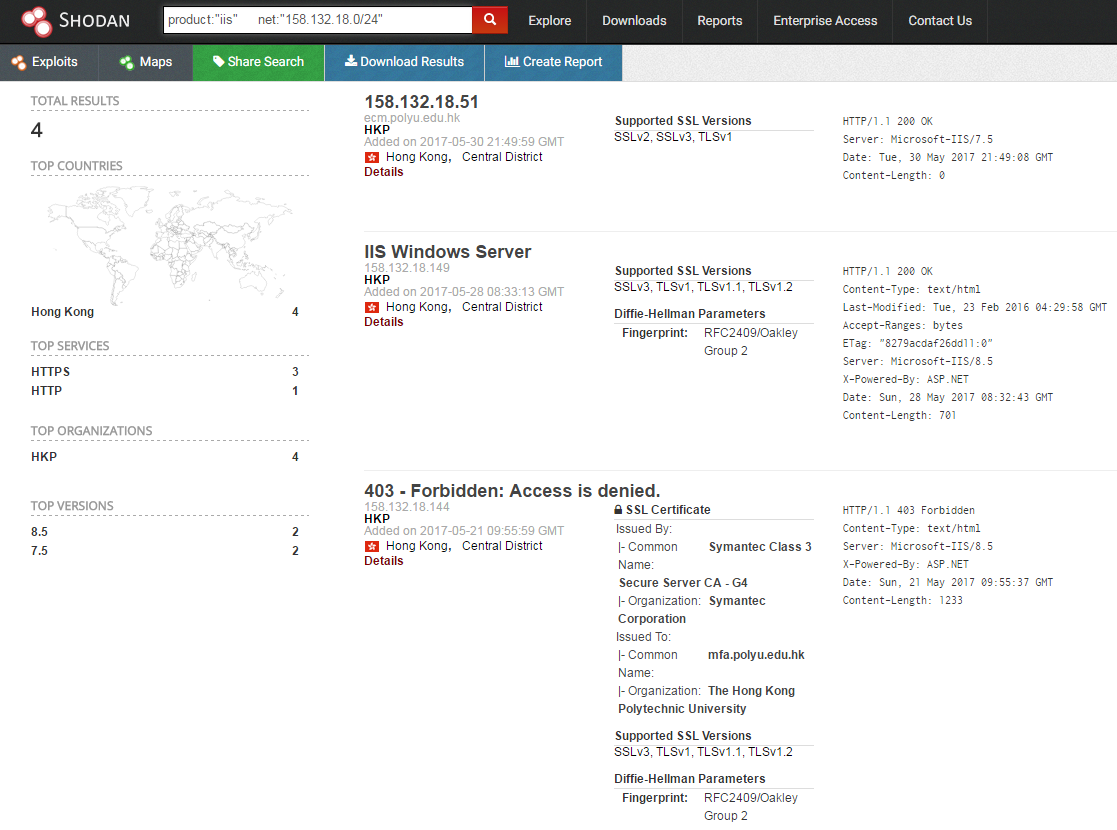 SHODAN
product:"iis" net:"158.132.18.0/24"
Explore Downloads Reports Enterprise Access Contact Us
Exploits Maps Share Search Download Results Create Report
TOTAL RESULTS
4
TOP COUNTRIES
Hong Kong 4
TOP SERVICES
HTTPS 3
HTTP 1
TOP ORGANIZATIONS
HKP 4
TOP VERSIONS
8.5 2
7.5 2
158.132.18.51
ecm.polyu.edu.hk
HKP
Added on 2017-05-30 21:49:59 GMT
Hong Kong, Central District
Details
Supported SSL Versions
SSLv2, SSLv3, TLSv1
HTTP/1.1 200 OK
Server: Microsoft-IIS/7.5
Date: Tue, 30 May 2017 21:49:08 GMT
Content-Length: 0
IIS Windows Server
158.132.18.149
HKP
Added on 2017-05-28 08:33:13 GMT
Hong Kong, Central District
Details
Supported SSL Versions
SSLv3, TLSv1, TLSv1.1, TLSv1.2
Diffie-Hellman Parameters
Fingerprint: RFC2409/Oakley
Group 2
HTTP/1.1 200 OK
Content-Type: text/html
Last-Modified: Tue, 23 Feb 2016 04:29:58 GMT
Accept-Ranges: bytes
ETag: "8279acdaf26dd11:0"
Server: Microsoft-IIS/8.5
X-Powered-By: ASP.NET
Date: Sun, 28 May 2017 08:32:43 GMT
Content-Length: 701
403 - Forbidden: Access is denied.
158.132.18.144
HKP
Added on 2017-05-21 09:55:59 GMT
Hong Kong, Central District
Details
SSL Certificate
Issued By:
|- Common Symantec Class 3
Name:
Secure Server CA - G4
|- Organization: Symantec
Corporation
Issued To:
|- Common mfa.polyu.edu.hk
Name:
|- Organization: The Hong Kong
Polytechnic University
Supported SSL Versions
SSLv3, TLSv1, TLSv1.1, TLSv1.2
Diffie-Hellman Parameters
Fingerprint: RFC2409/Oakley
Group 2
HTTP/1.1 403 Forbidden
Content-Type: text/html
Server: Microsoft-IIS/8.5
X-Powered-By: ASP.NET
Date: Sun, 21 May 2017 09:55:37 GMT
Content-Length: 1233